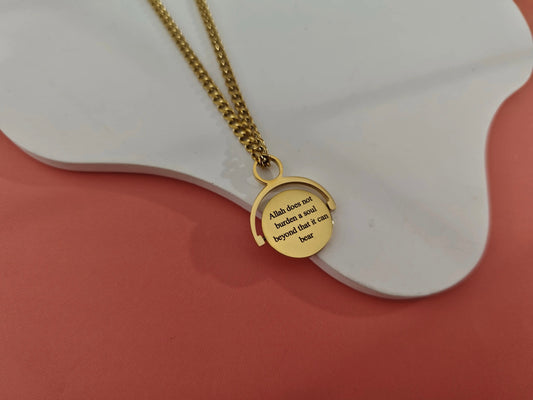 Allah does not
burden a soul
beyond that it can
bear